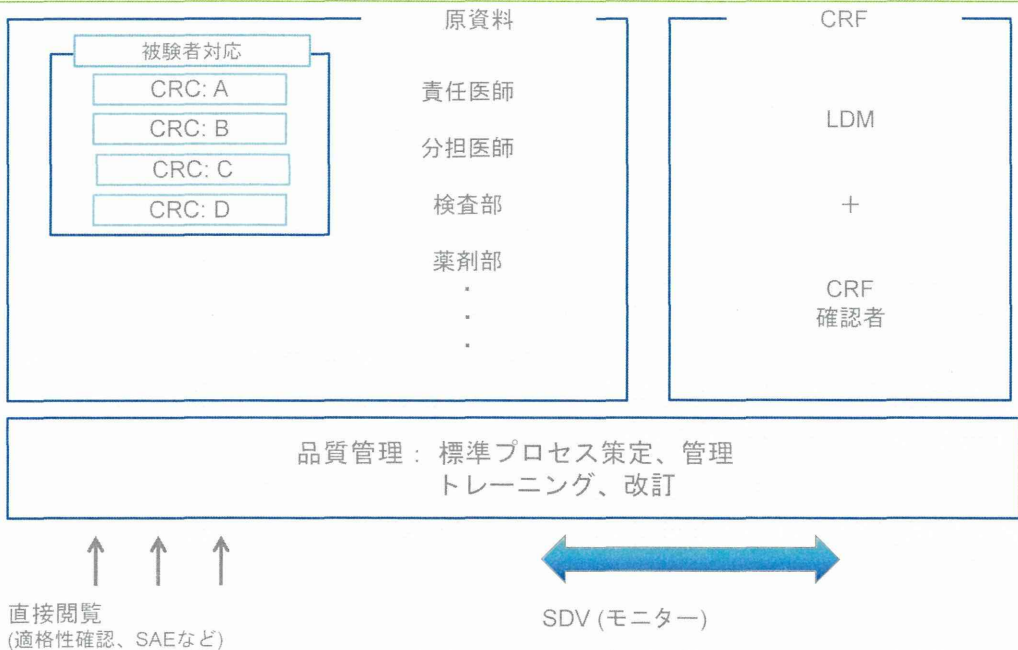 原資料
被験者対応
CRC: A
CRC: B
CRC: C
CRC: D
責任医師
分担医師
検査部
薬剤部
・
・
・
CRF
LDM
+
CRF
確認者
品質管理： 標準プロセス策定、管理
トレーニング、改訂
直接閲覧
(適格性確認、SAEなど)
SDV (モニター)